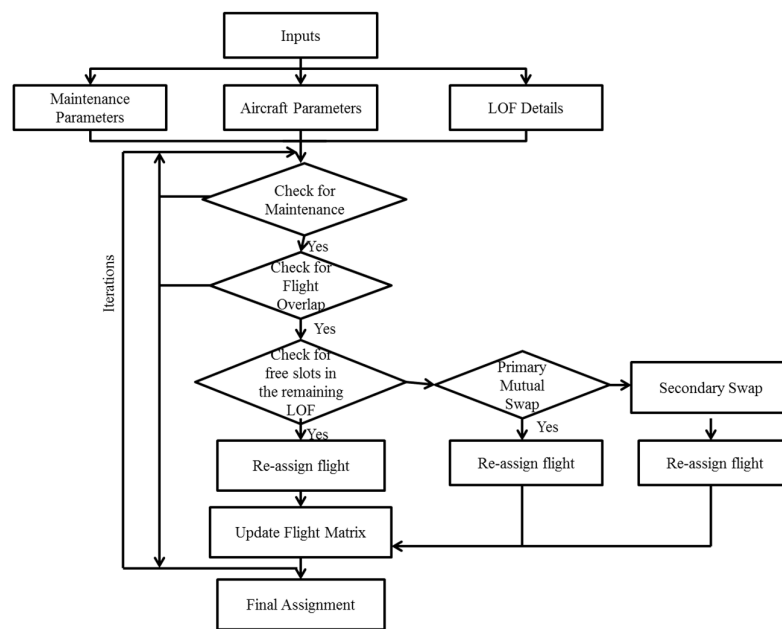 Inputs
Maintenance
Parameters
Aircraft Parameters
LOF Details
Check for
Maintenance
Yes
Check for
Flight
Overlap
Iterations
Yes
Check for
free slots in
the remaining
LOF
Primary
Mutual
Swap
Secondary Swap
Yes
Yes
Re-assign flight
Re-assign flight
Re-assign flight
Update Flight Matrix
Final Assignment